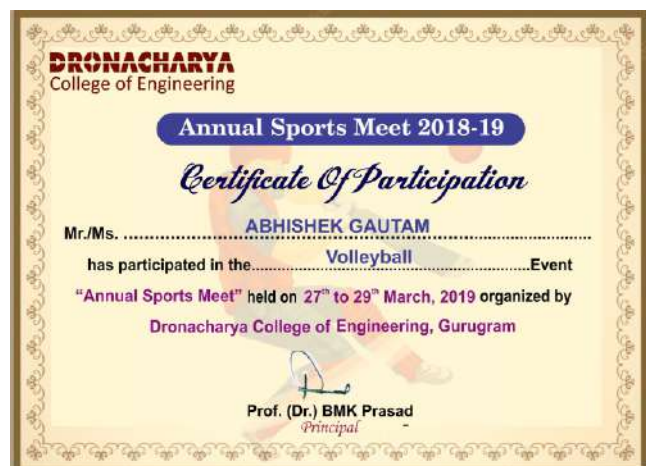 DRONACHARYA
College of Engineering
Annual Sports Meet 2018-19
Certificate Of Participation
Mr./Ms. ABHISHEK GAUTAM
has participated in the Volleyball Event
"Annual Sports Meet" held on 27th to 29th March, 2019 organized by
Dronacharya College of Engineering, Gurugram
Prof. (Dr.) BMK Prasad
Principal